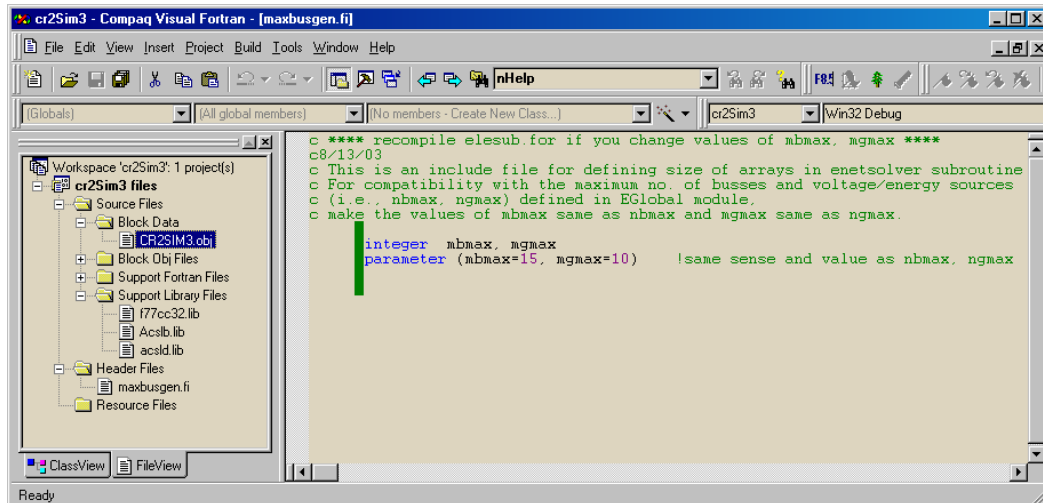 cr2Sim3 - Compaq Visual Fortran - [maxbusgen.fi]
File Edit View Insert Project Build Tools Window Help
nHelp
F8
(Globals) (All global members) (No members - Create New Class...) cr2Sim3 Win32 Debug
Workspace 'cr2Sim3': 1 project(s)
cr2Sim3 files
Source Files
Block Data
CR2SIM3.obj
Block Obj Files
Support Fortran Files
Support Library Files
f77cc32.lib
Acslb.lib
acsld.lib
Header Files
maxbusgen.fi
Resource Files
ClassView FileView
c **** recompile elesub.for if you change values of mbmax, mgmax ****
c8/13/03
c This is an include file for defining size of arrays in enetsolver subroutine
c For compatibility with the maximum no. of busses and voltage/energy sources
c (i.e., nbmax, ngmax) defined in EGlobal module,
c make the values of mbmax same as nbmax and mgmax same as ngmax.
integer mbmax, mgmax
parameter (mbmax=15, mgmax=10) !same sense and value as nbmax, ngmax
Ready